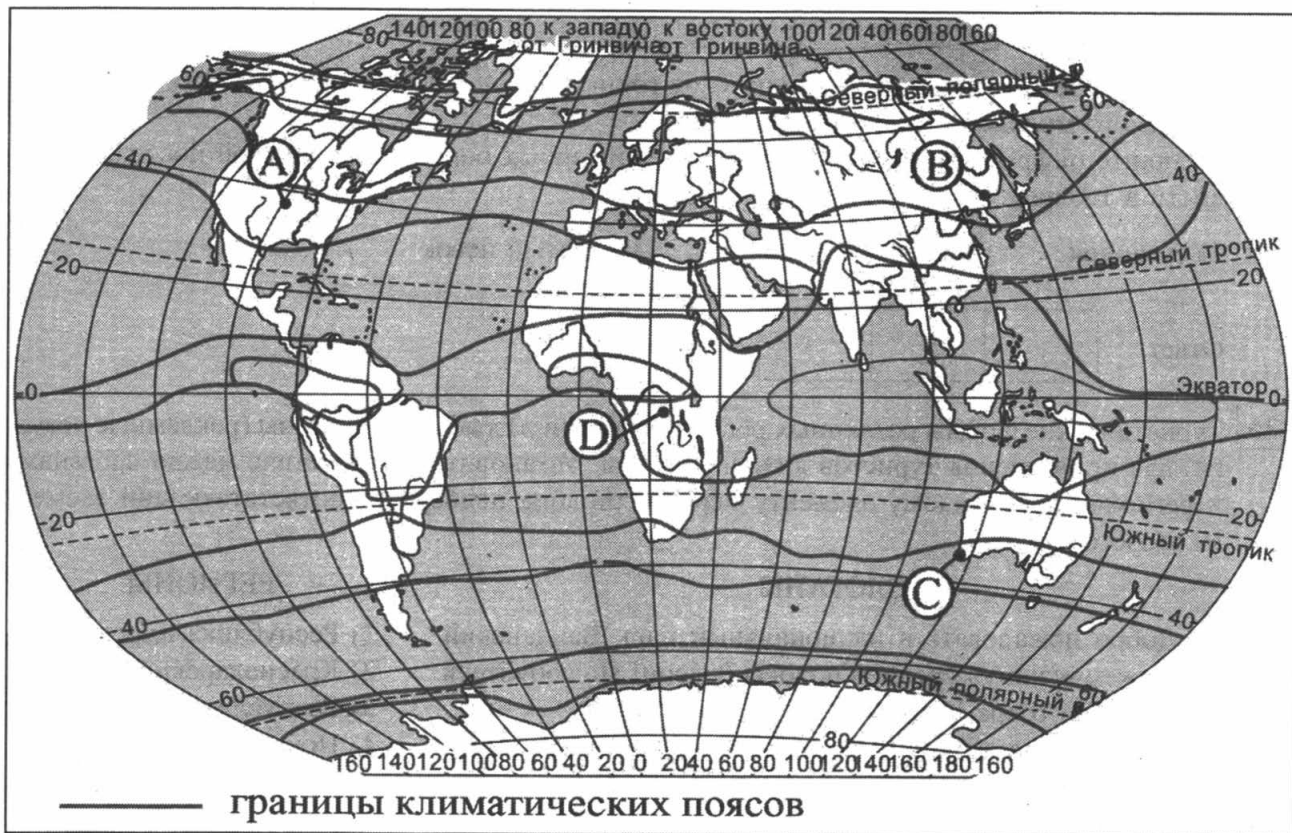 140 120 100 80 к западу 0 к востоку 100 120 140 160 180 160
80 от Гринвича от Гринвина
60
Северный полярный
60
A
B
40
40
Северный тропик
20
20
Экватор
0
0
D
20
20
Южный тропик
C
40
40
Южный полярный
60
60
80
160 140 120 100 80 60 40 20 0 20 40 60 80 100 120 140 160 180 160
границы климатических поясов